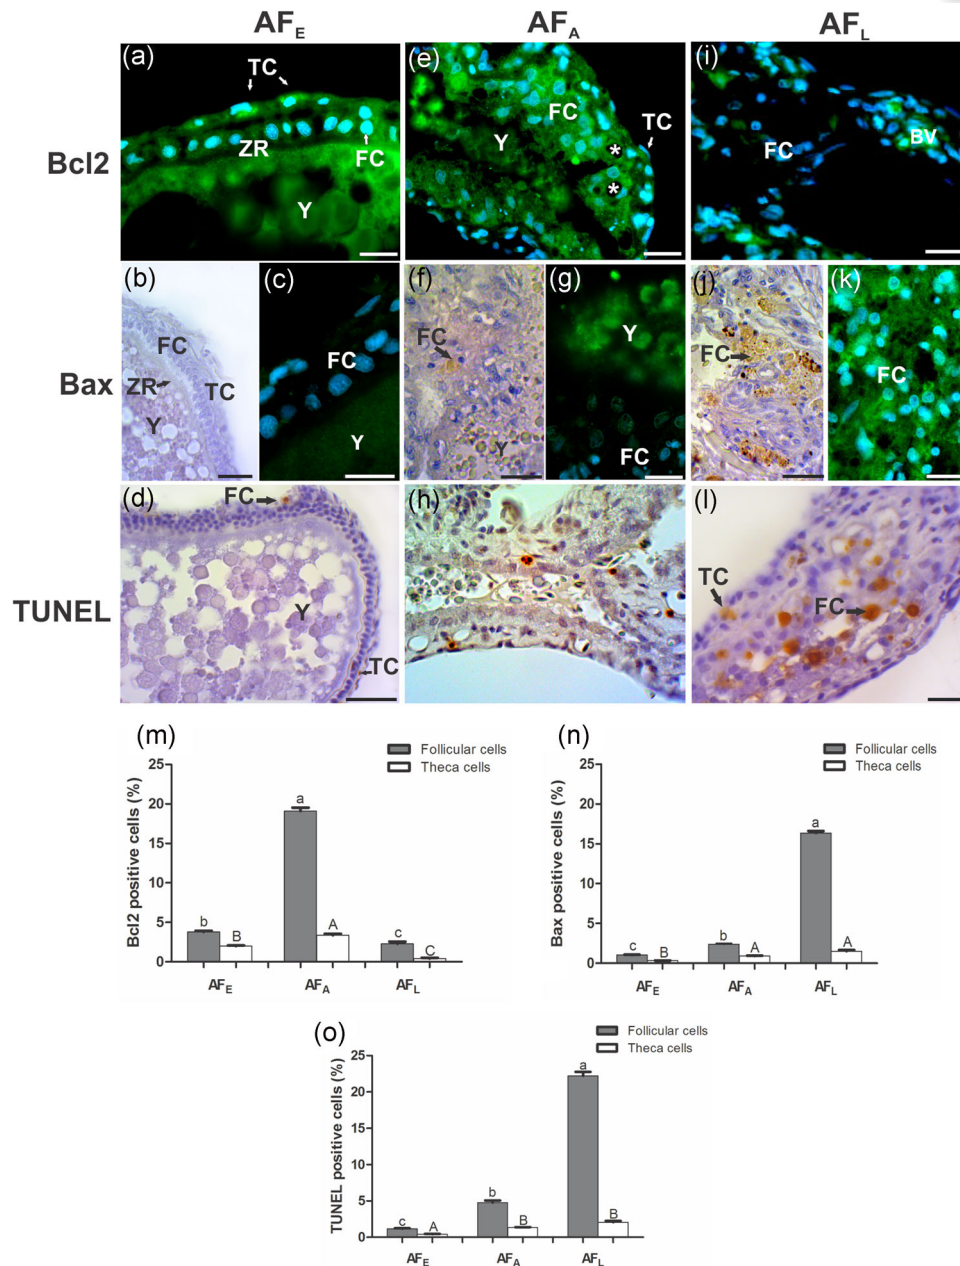 AFE AFA AFL
Bcl2
(a) TC ZR FC Y
(e) FC TC Y * *
(i) FC BV
Bax
(b) FC ZR TC Y
(c) FC Y
(f) FC Y
(g) Y FC
(j) FC
(k) FC
TUNEL
(d) FC Y TC
(h)
(l) TC FC
(m)
Follicular cells
Theca cells
Bcl2 positive cells (%)
25
20
15
10
5
0
b B a A c C
AFE AFA AFL
(n)
Follicular cells
Theca cells
Bax positive cells (%)
25
20
15
10
5
0
c B b A a A
AFE AFA AFL
(o)
Follicular cells
Theca cells
TUNEL positive cells (%)
25
20
15
10
5
0
c A b B a B
AFE AFA AFL